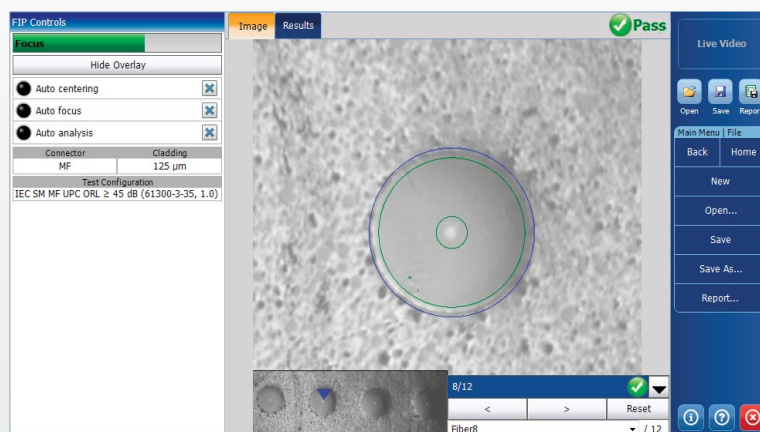 FIP Controls
Focus
Hide Overlay
Auto centering
Auto focus
Auto analysis
Connector Cladding
MF 125 µm
Test Configuration
IEC SM MF UPC ORL ≥ 45 dB (61300-3-35, 1.0)
Image Results
Pass
8/12
< > Reset
Fiber8 / 12
Live Video
Open Save Repor
Main Menu | File
Back Home
New
Open...
Save
Save As...
Report...